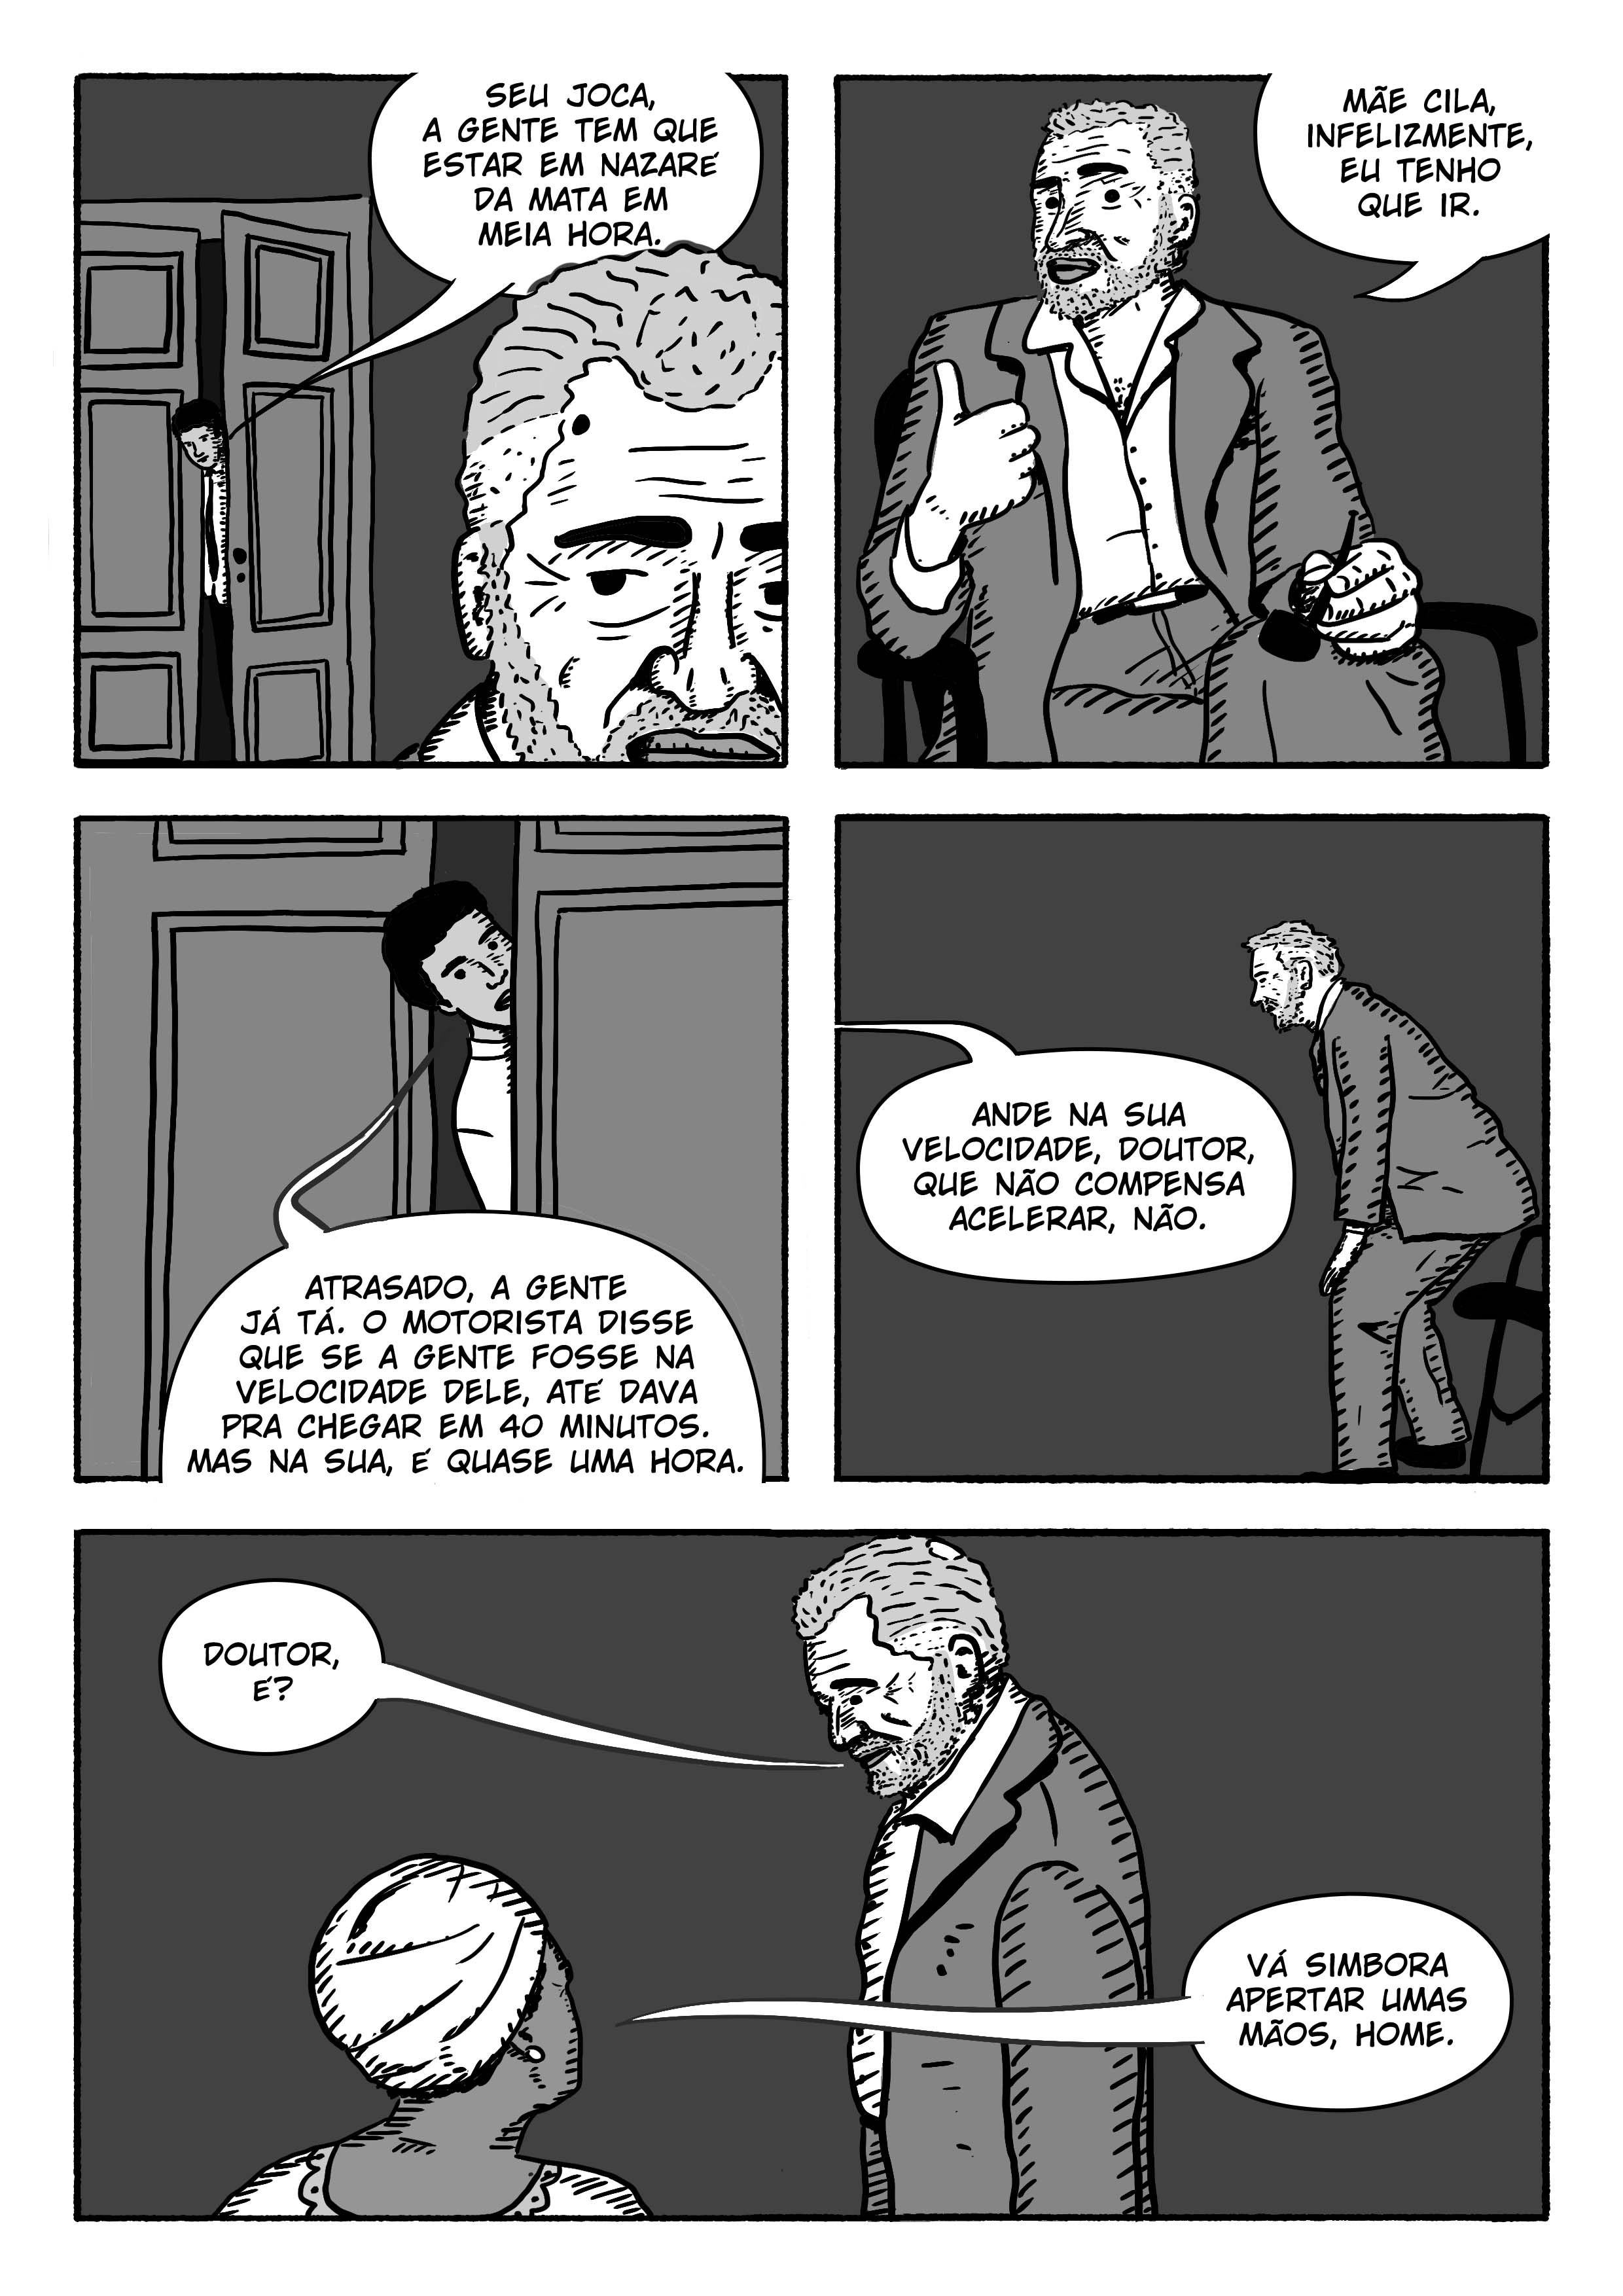 SEU JOCA,
A GENTE TEM QUE
ESTAR EM NAZARÉ
DA MATA EM
MEIA HORA.
MÃE CILA,
INFELIZMENTE,
EU TENHO
QUE IR.
ATRASADO, A GENTE
JÁ TÁ. O MOTORISTA DISSE
QUE SE A GENTE FOSSE NA
VELOCIDADE DELE, ATÉ DAVA
PRA CHEGAR EM 40 MINUTOS.
MAS NA SUA, É QUASE UMA HORA.
ANDE NA SUA
VELOCIDADE, DOUTOR,
QUE NÃO COMPENSA
ACELERAR, NÃO.
DOUTOR,
É?
VÁ SIMBORA
APERTAR UMAS
MÃOS, HOME.